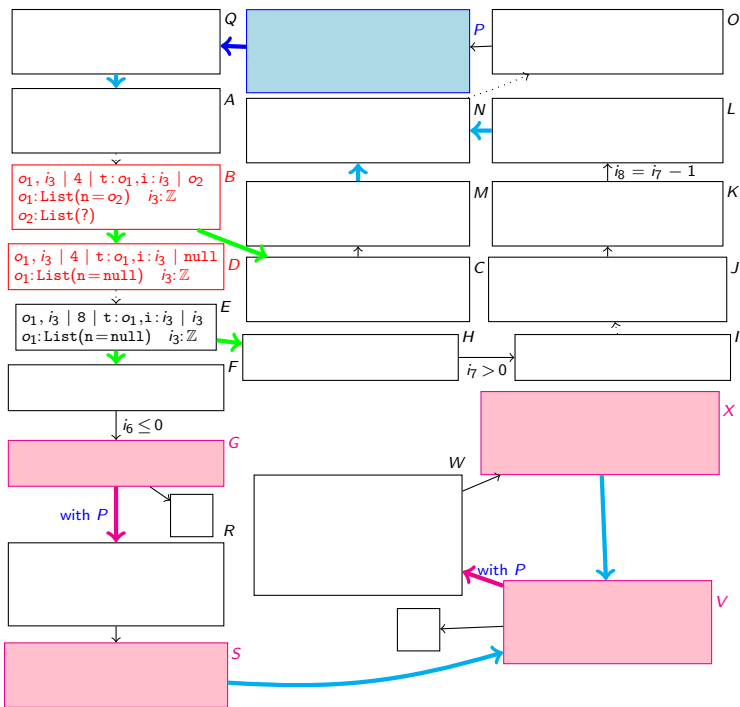 Q
P
O
A
N
L
o₁, i₃ | 4 | t:o₁,i:i₃ | o₂
o₁:List(n=o₂) i₃:ℤ
o₂:List(?)
B
i₈ = i₇ − 1
M
K
o₁, i₃ | 4 | t:o₁,i:i₃ | null
o₁:List(n=null) i₃:ℤ
D
C
J
o₁, i₃ | 8 | t:o₁,i:i₃ | i₃
o₁:List(n=null) i₃:ℤ
E
H
I
F
i₇ > 0
i₆ ≤ 0
X
G
W
with P
R
with P
V
S